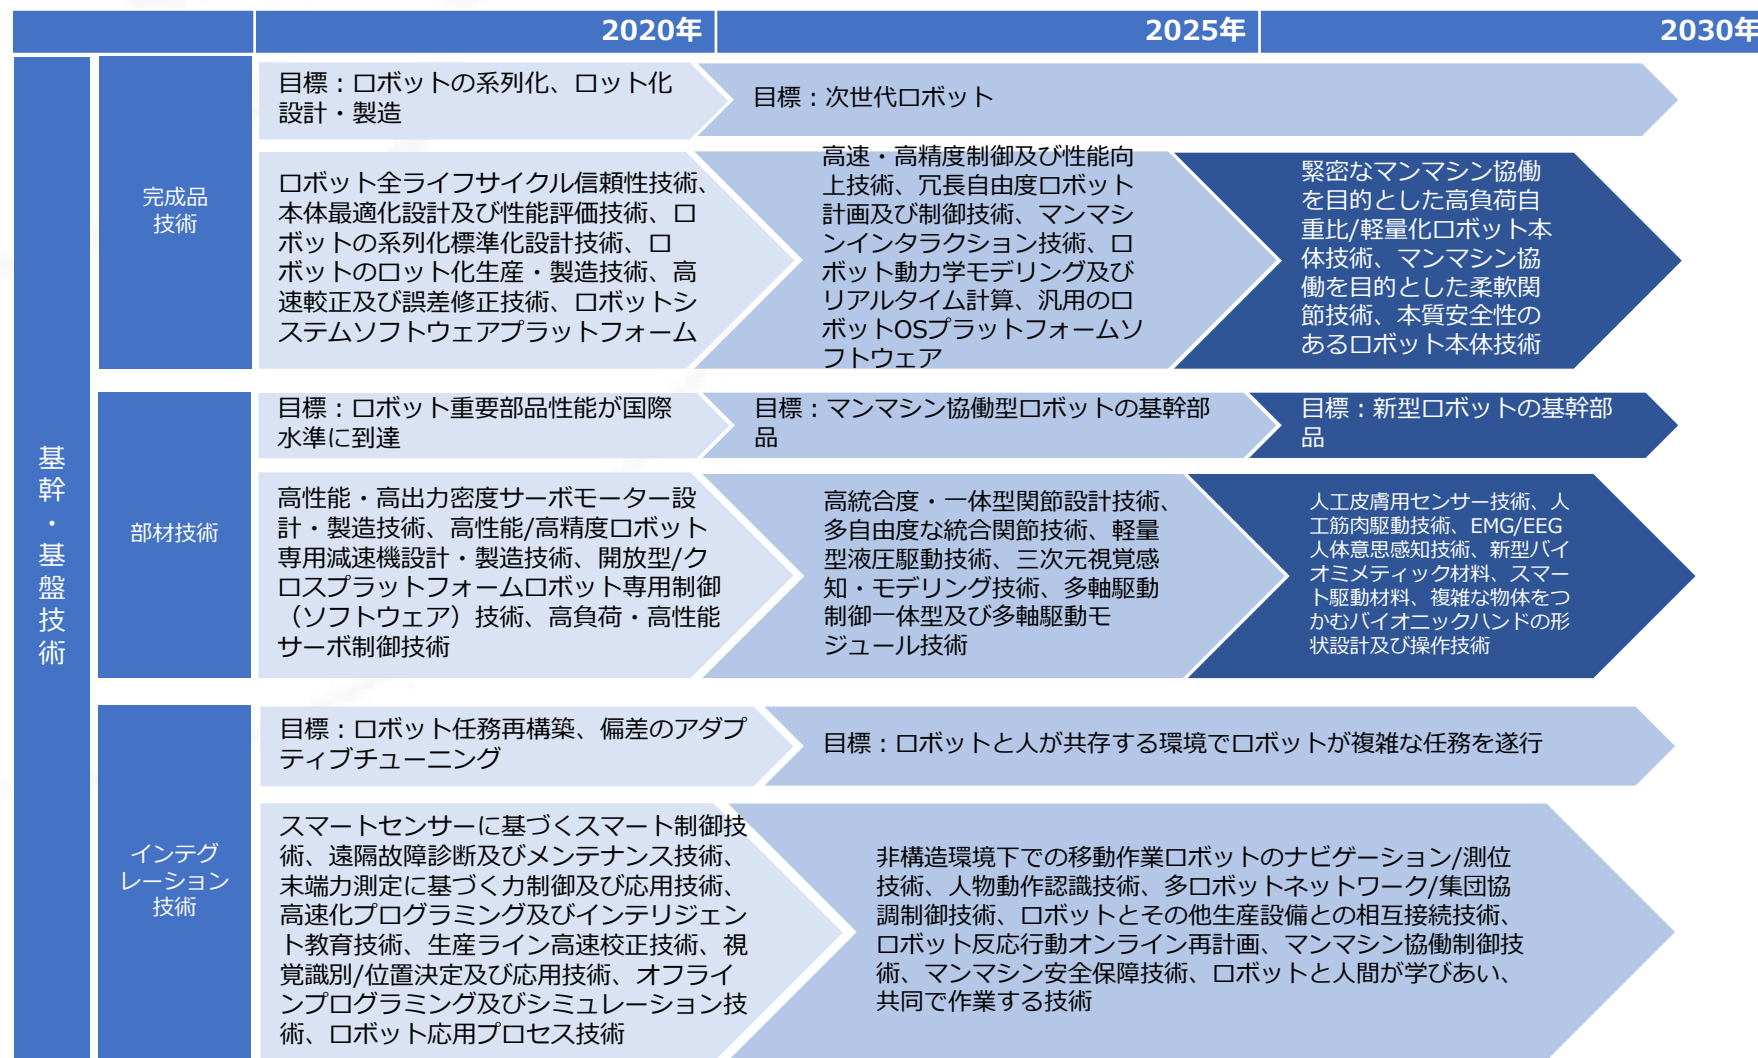 2020年
2025年
2030年
基幹・基盤技術
完成品
技術
目標：ロボットの系列化、ロット化
設計・製造
目標：次世代ロボット
ロボット全ライフサイクル信頼性技術、
本体最適化設計及び性能評価技術、ロ
ボットの系列化標準化設計技術、ロ
ボットのロット化生産・製造技術、高
速較正及び誤差修正技術、ロボットシ
ステムソフトウェアプラットフォーム
高速・高精度制御及び性能向
上技術、冗長自由度ロボット
計画及び制御技術、マンマシ
ンインタラクション技術、ロ
ボット動力学モデリング及び
リアルタイム計算、汎用のロ
ボットOSプラットフォームソ
フトウェア
緊密なマンマシン協働
を目的とした高負荷自
重比/軽量化ロボット本
体技術、マンマシン協
働を目的とした柔軟関
節技術、本質安全性の
あるロボット本体技術
部材技術
目標：ロボット重要部品性能が国際
水準に到達
目標：マンマシン協働型ロボットの基幹部
品
目標：新型ロボットの基幹部
品
高性能・高出力密度サーボモーター設
計・製造技術、高性能/高精度ロボット
専用減速機設計・製造技術、開放型/ク
ロスプラットフォームロボット専用制御
（ソフトウェア）技術、高負荷・高性能
サーボ制御技術
高統合度・一体型関節設計技術、
多自由度な統合関節技術、軽量
型液圧駆動技術、三次元視覚感
知・モデリング技術、多軸駆動
制御一体型及び多軸駆動モ
ジュール技術
人工皮膚用センサー技術、人
工筋肉駆動技術、EMG/EEG
人体意思感知技術、新型バイ
オミメティック材料、スマー
ト駆動材料、複雑な物体をつ
かむバイオニックハンドの形
状設計及び操作技術
インテグ
レーション
技術
目標：ロボット任務再構築、偏差のアダプ
ティブチューニング
目標：ロボットと人が共存する環境でロボットが複雑な任務を遂行
スマートセンサーに基づくスマート制御技
術、遠隔故障診断及びメンテナンス技術、
末端力測定に基づく力制御及び応用技術、
高速化プログラミング及びインテリジェン
ト教育技術、生産ライン高速校正技術、視
覚識別/位置決定及び応用技術、オフライ
ンプログラミング及びシミュレーション技
術、ロボット応用プロセス技術
非構造環境下での移動作業ロボットのナビゲーション/測位
技術、人物動作認識技術、多ロボットネットワーク/集団協
調制御技術、ロボットとその他生産設備との相互接続技術、
ロボット反応行動オンライン再計画、マンマシン協働制御技
術、マンマシン安全保障技術、ロボットと人間が学びあい、
共同で作業する技術